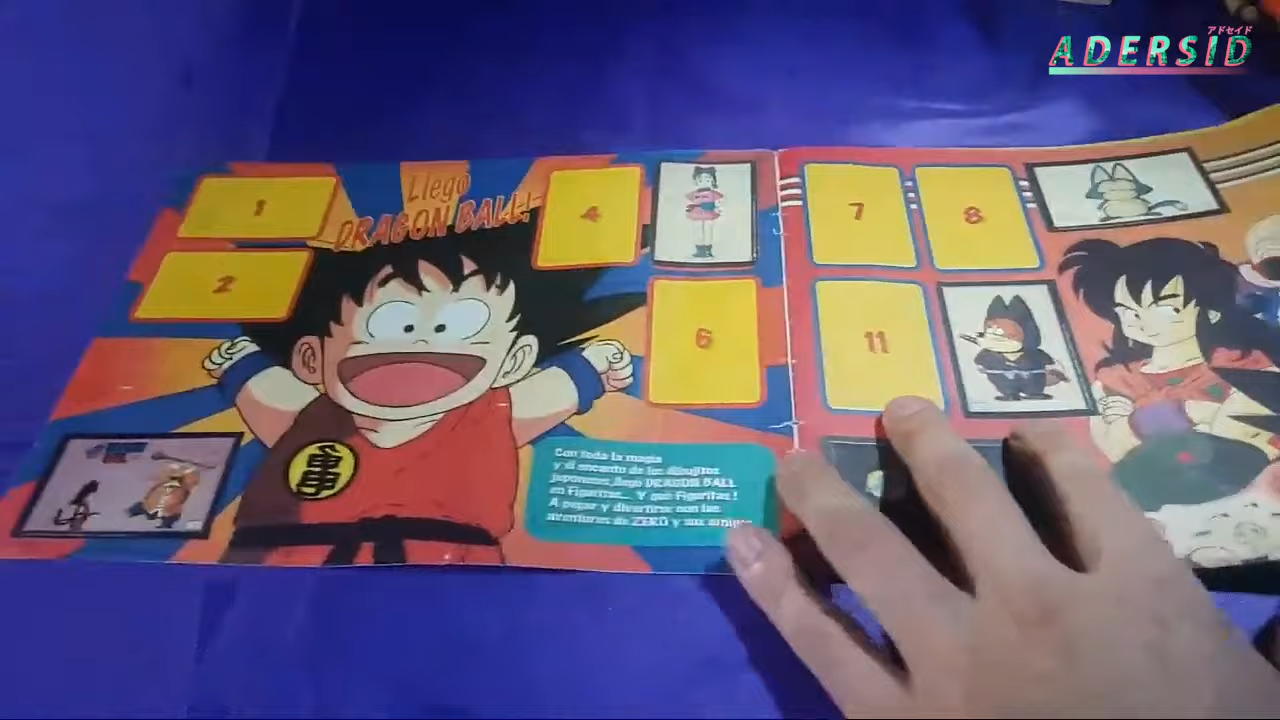 アドセイド
ADERSID
Llegó
DRAGON BALL!
1
2
4
6
7
8
11
Con toda la magia
y el encanto de los dibujitos
japoneses, llegó DRAGON BALL
en Figuritas... Y qué Figuritas!
A pegar y divertirse con las
aventuras de ZERO y sus amigos
亀